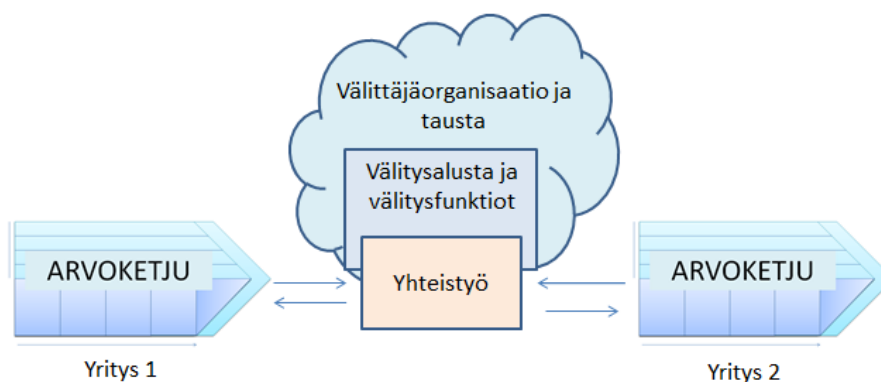 Välittäjäorganisaatio ja
tausta
Välitysalusta ja
välitysfunktiot
ARVOKETJU
Yhteistyö
ARVOKETJU
Yritys 1
Yritys 2